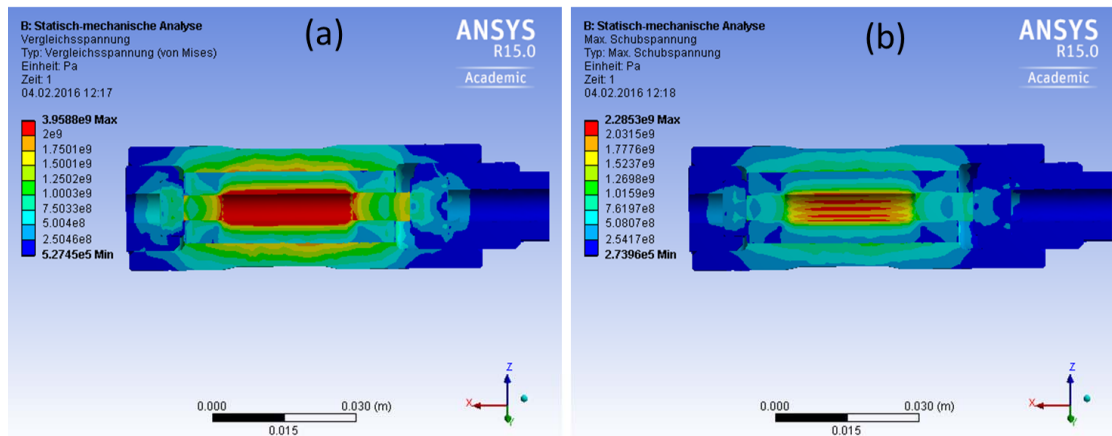 B: Statisch-mechanische Analyse
Vergleichsspannung
Typ: Vergleichsspannung (von Mises)
Einheit: Pa
Zeit: 1
04.02.2016 12:17
(a)
ANSYS
R15.0
Academic
3.9588e9 Max
2e9
1.7501e9
1.5001e9
1.2502e9
1.0003e9
7.5033e8
5.004e8
2.5046e8
5.2745e5 Min
0.000
0.030 (m)
0.015
Z
X
Y
B: Statisch-mechanische Analyse
Max. Schubspannung
Typ: Max. Schubspannung
Einheit: Pa
Zeit: 1
04.02.2016 12:18
(b)
ANSYS
R15.0
Academic
2.2853e9 Max
2.0315e9
1.7776e9
1.5237e9
1.2698e9
1.0159e9
7.6197e8
5.0807e8
2.5417e8
2.7396e5 Min
0.000
0.030 (m)
0.015
Z
X
Y